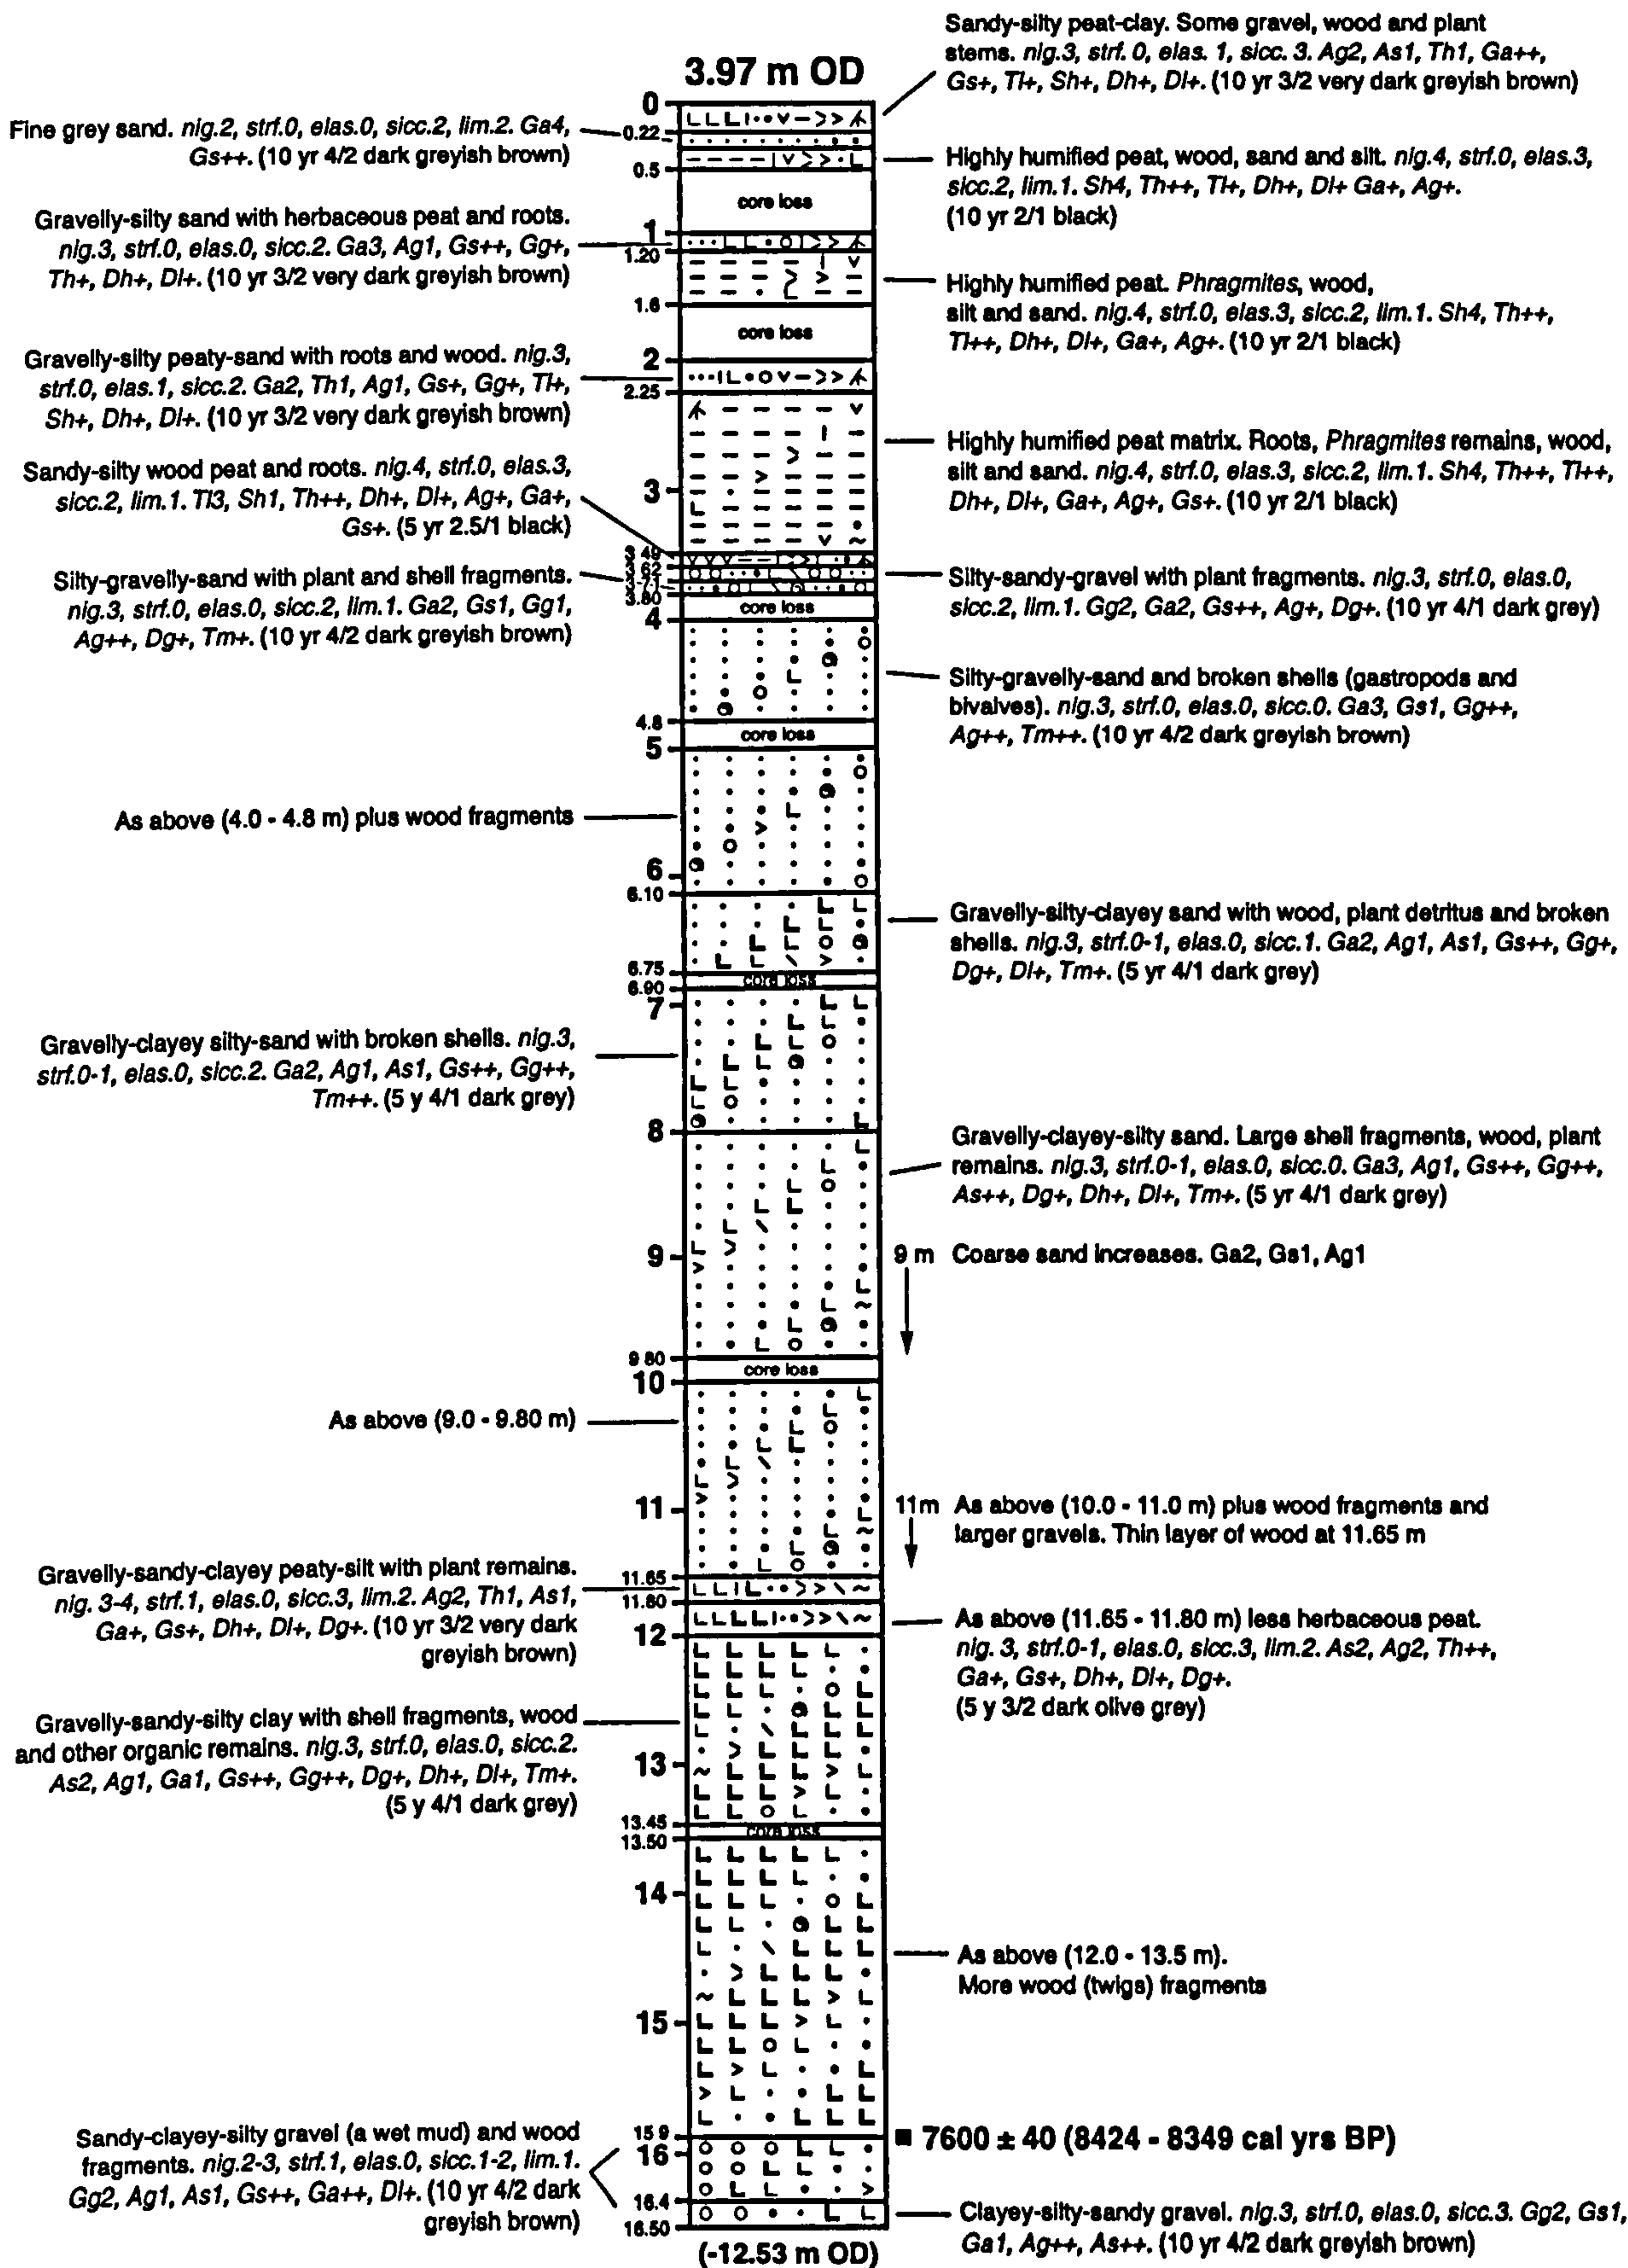 3.97 m OD
Sandy-silty peat-clay. Some gravel, wood and plant
stems. nig.3, strf. 0, elas. 1, sicc. 3. Ag2, As1, Th1, Ga++,
Gs+, Tl+, Sh+, Dh+, Dl+. (10 yr 3/2 very dark greyish brown)
0
Fine grey sand. nig.2, strf.0, elas.0, sicc.2, lim.2. Ga4,
Gs++. (10 yr 4/2 dark greyish brown)
0.22
Highly humified peat, wood, sand and silt. nig.4, strf.0, elas.3,
sicc.2, lim.1. Sh4, Th++, Tl+, Dh+, Dl+ Ga+, Ag+.
(10 yr 2/1 black)
0.5
core loss
Gravelly-silty sand with herbaceous peat and roots.
nig.3, strf.0, elas.0, sicc.2. Ga3, Ag1, Gs++, Gg+,
Th+, Dh+, Dl+. (10 yr 3/2 very dark greyish brown)
1
1.20
Highly humified peat. Phragmites, wood,
silt and sand. nig.4, strf.0, elas.3, sicc.2, lim.1. Sh4, Th++,
Tl++, Dh+, Dl+, Ga+, Ag+. (10 yr 2/1 black)
1.6
core loss
Gravelly-silty peaty-sand with roots and wood. nig.3,
strf.0, elas.1, sicc.2. Ga2, Th1, Ag1, Gs+, Gg+, Tl+,
Sh+, Dh+, Dl+. (10 yr 3/2 very dark greyish brown)
2
2.25
Highly humified peat matrix. Roots, Phragmites remains, wood,
silt and sand. nig.4, strf.0, elas.3, sicc.2, lim.1. Sh4, Th++, Tl++,
Dh+, Dl+, Ga+, Ag+, Gs+. (10 yr 2/1 black)
Sandy-silty wood peat and roots. nig.4, strf.0, elas.3,
sicc.2, lim.1. Tl3, Sh1, Th++, Dh+, Dl+, Ag+, Ga+,
Gs+. (5 yr 2.5/1 black)
3
3 49
3 62
3.71
3.80
Silty-gravelly-sand with plant and shell fragments.
nig.3, strf.0, elas.0, sicc.2, lim.1. Ga2, Gs1, Gg1,
Ag++, Dg+, Tm+. (10 yr 4/2 dark greyish brown)
Silty-sandy-gravel with plant fragments. nig.3, strf.0, elas.0,
sicc.2, lim.1. Gg2, Ga2, Gs++, Ag+, Dg+. (10 yr 4/1 dark grey)
core loss
4
Silty-gravelly-sand and broken shells (gastropods and
bivalves). nig.3, strf.0, elas.0, sicc.0. Ga3, Gs1, Gg++,
Ag++, Tm++. (10 yr 4/2 dark greyish brown)
4.8
core loss
5
As above (4.0 - 4.8 m) plus wood fragments
6
6.10
Gravelly-silty-clayey sand with wood, plant detritus and broken
shells. nig.3, strf.0-1, elas.0, sicc.1. Ga2, Ag1, As1, Gs++, Gg+,
Dg+, Dl+, Tm+. (5 yr 4/1 dark grey)
6.75
core loss
6.90
7
Gravelly-clayey silty-sand with broken shells. nig.3,
strf.0-1, elas.0, sicc.2. Ga2, Ag1, As1, Gs++, Gg++,
Tm++. (5 y 4/1 dark grey)
8
Gravelly-clayey-silty sand. Large shell fragments, wood, plant
remains. nig.3, strf.0-1, elas.0, sicc.0. Ga3, Ag1, Gs++, Gg++,
As++, Dg+, Dh+, Dl+, Tm+. (5 yr 4/1 dark grey)
9
9 m Coarse sand increases. Ga2, Gs1, Ag1
9 80
core loss
10
As above (9.0 - 9.80 m)
11
11m As above (10.0 - 11.0 m) plus wood fragments and
larger gravels. Thin layer of wood at 11.65 m
Gravelly-sandy-clayey peaty-silt with plant remains.
nig. 3-4, strf.1, elas.0, sicc.3, lim.2. Ag2, Th1, As1,
Ga+, Gs+, Dh+, Dl+, Dg+. (10 yr 3/2 very dark
greyish brown)
11.65
11.80
As above (11.65 - 11.80 m) less herbaceous peat.
nig. 3, strf.0-1, elas.0, sicc.3, lim.2. As2, Ag2, Th++,
Ga+, Gs+, Dh+, Dl+, Dg+.
(5 y 3/2 dark olive grey)
12
Gravelly-sandy-silty clay with shell fragments, wood
and other organic remains. nig.3, strf.0, elas.0, sicc.2.
As2, Ag1, Ga1, Gs++, Gg++, Dg+, Dh+, Dl+, Tm+.
(5 y 4/1 dark grey)
13
13.45
core loss
13.50
14
As above (12.0 - 13.5 m).
More wood (twigs) fragments
15
15 9
7600 ± 40 (8424 - 8349 cal yrs BP)
16
Sandy-clayey-silty gravel (a wet mud) and wood
fragments. nig.2-3, strf.1, elas.0, sicc.1-2, lim.1.
Gg2, Ag1, As1, Gs++, Ga++, Dl+. (10 yr 4/2 dark
greyish brown)
16.4
Clayey-silty-sandy gravel. nig.3, strf.0, elas.0, sicc.3. Gg2, Gs1,
Ga1, Ag++, As++. (10 yr 4/2 dark greyish brown)
16.50
(-12.53 m OD)